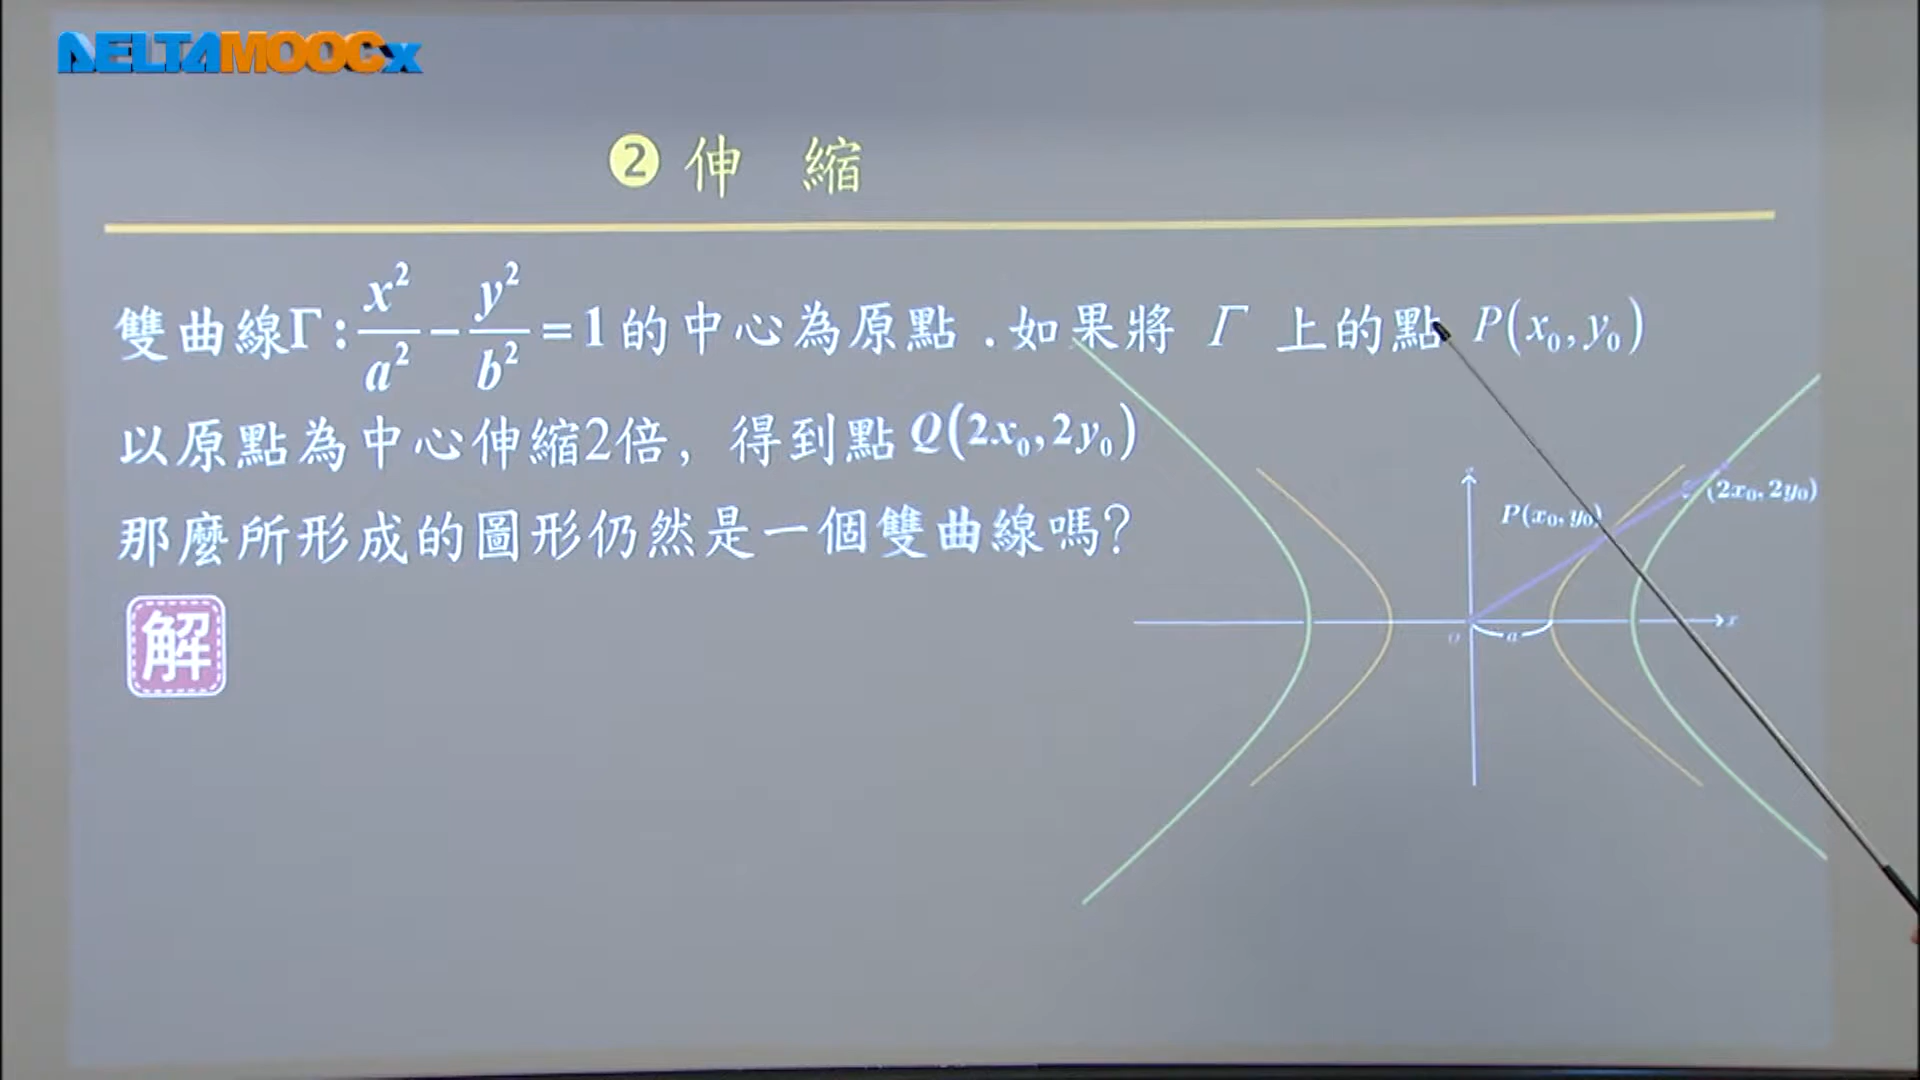 DELTAMOOCx
❷ 伸 縮
雙曲線Γ: x²/a² − y²/b² = 1 的中心為原點 . 如果將 Γ 上的點 P(x₀, y₀)
以原點為中心伸縮2倍，得到點 Q(2x₀, 2y₀)
那麼所形成的圖形仍然是一個雙曲線嗎?
解
P(x₀, y₀)
(2x₀, 2y₀)
O
a
x